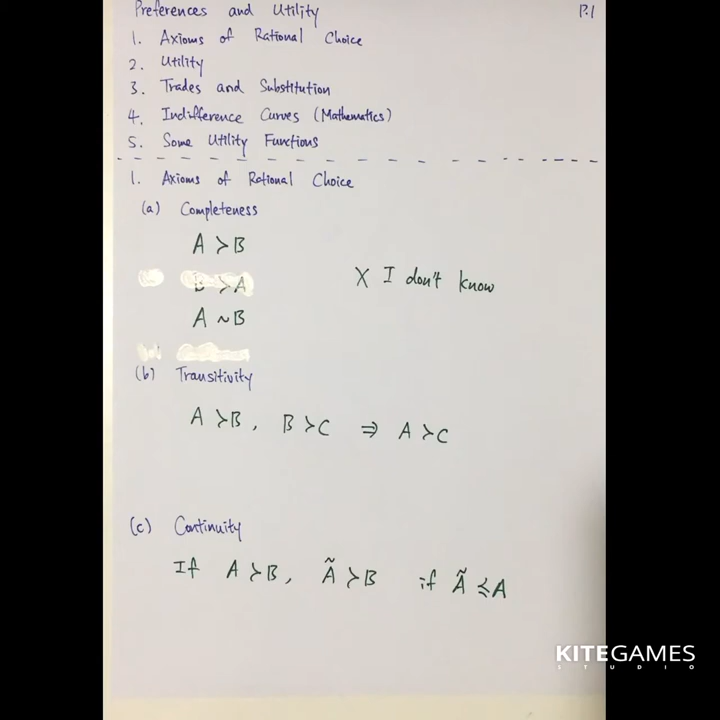 Preferences and Utility P.1
1. Axioms of Rational Choice
2. Utility
3. Trades and Substitution
4. Indifference Curves (Mathematics)
5. Some Utility Functions
1. Axioms of Rational Choice
(a) Completeness
A ≻ B
B ≻ A X I don't know
A ~ B
(b) Transitivity
A ≻ B, B ≻ C ⇒ A ≻ C
(c) Continuity
If A ≻ B, Ã ≻ B if Ã ≼ A
KITEGAMES
STUDIO